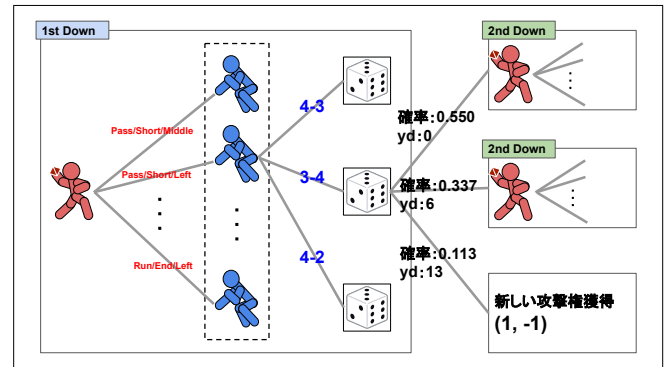 1st Down
2nd Down
Pass/Short/Middle
4-3
確率:0.550
yd:0
2nd Down
Pass/Short/Left
3-4
確率:0.337
yd:6
Run/End/Left
4-2
確率:0.113
yd:13
新しい攻撃権獲得
(1, -1)